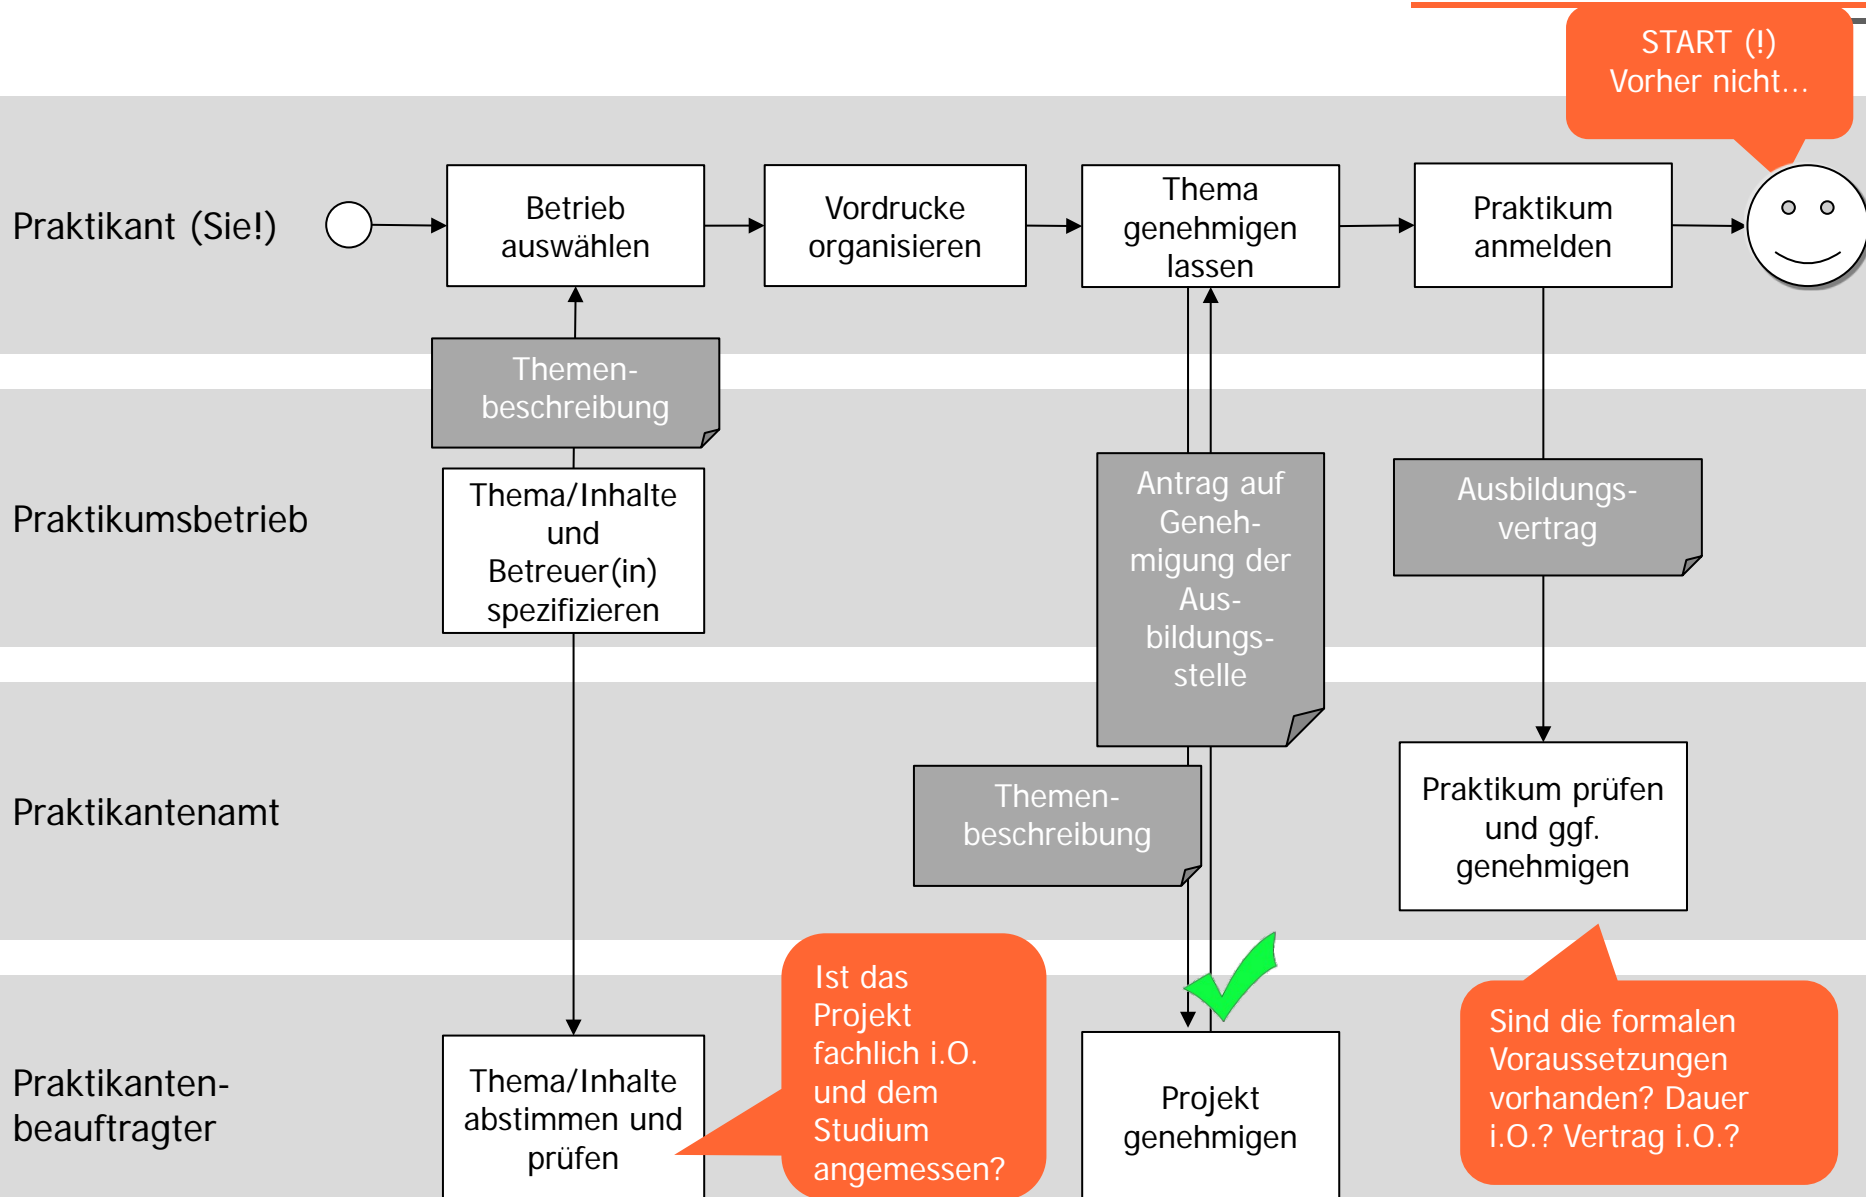 START (!)
Vorher nicht...
Praktikant (Sie!)
Betrieb
auswählen
Vordrucke
organisieren
Thema
genehmigen
lassen
Praktikum
anmelden
Themen-
beschreibung
Praktikumsbetrieb
Thema/Inhalte
und
Betreuer(in)
spezifizieren
Antrag auf
Geneh-
migung der
Aus-
bildungs-
stelle
Ausbildungs-
vertrag
Praktikantenamt
Themen-
beschreibung
Praktikum prüfen
und ggf.
genehmigen
Praktikanten-
beauftragter
Thema/Inhalte
abstimmen und
prüfen
Ist das
Projekt
fachlich i.O.
und dem
Studium
angemessen?
Projekt
genehmigen
Sind die formalen
Voraussetzungen
vorhanden? Dauer
i.O.? Vertrag i.O.?